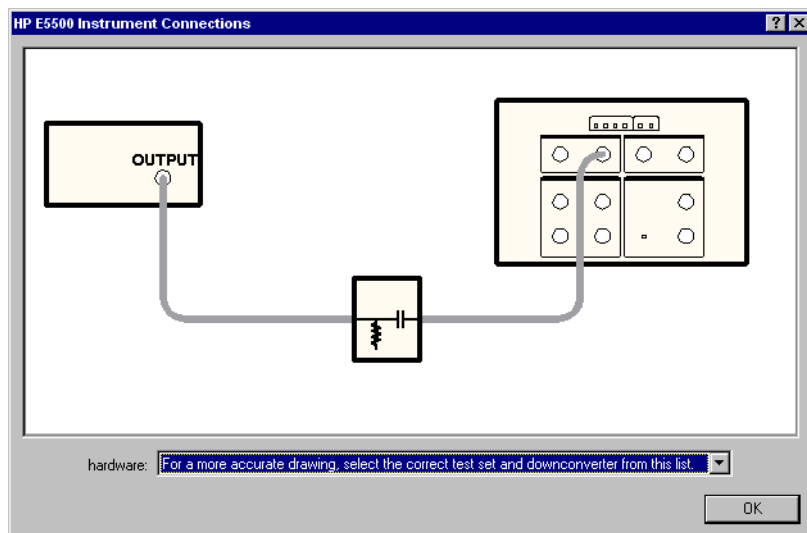 HP E5500 Instrument Connections
OUTPUT
hardware: For a more accurate drawing, select the correct test set and downconverter from this list.
OK